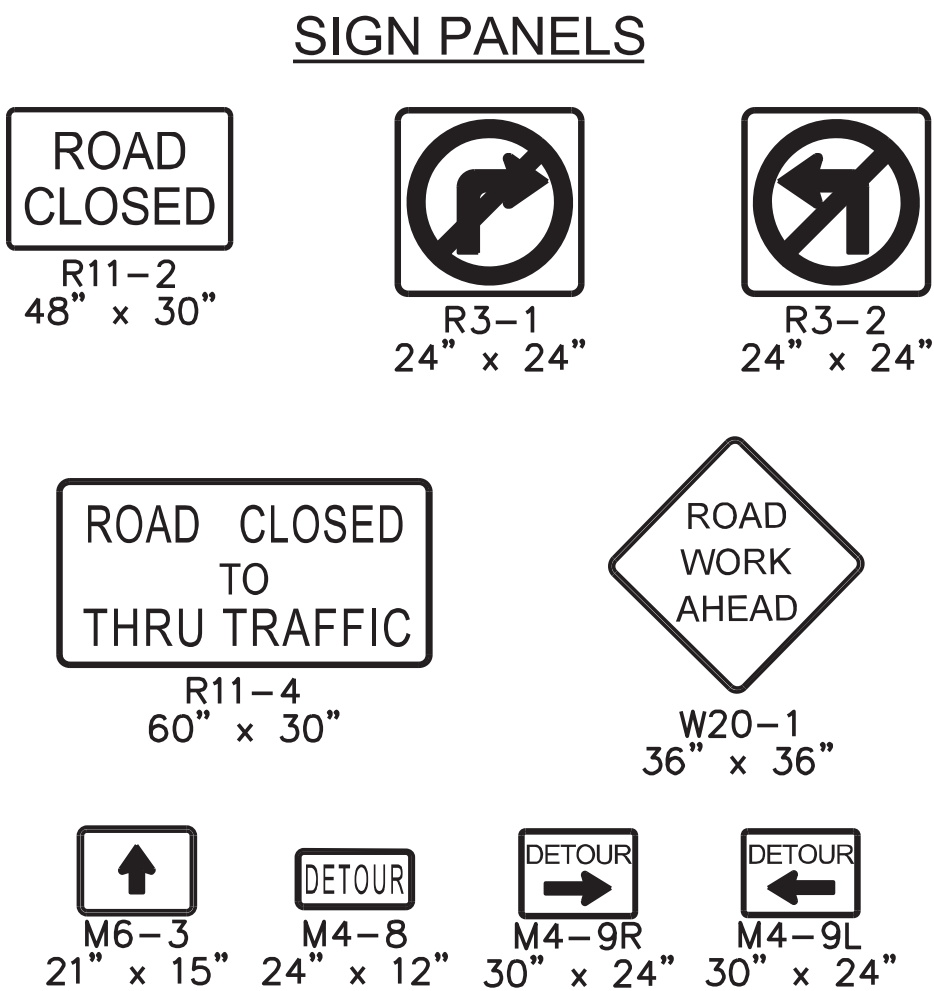 SIGN PANELS
ROAD
CLOSED
R11-2
48" x 30"
R3-1
24" x 24"
R3-2
24" x 24"
ROAD CLOSED
TO
THRU TRAFFIC
R11-4
60" x 30"
ROAD
WORK
AHEAD
W20-1
36" x 36"
M6-3
21" x 15"
DETOUR
M4-8
24" x 12"
DETOUR
M4-9R
30" x 24"
DETOUR
M4-9L
30" x 24"